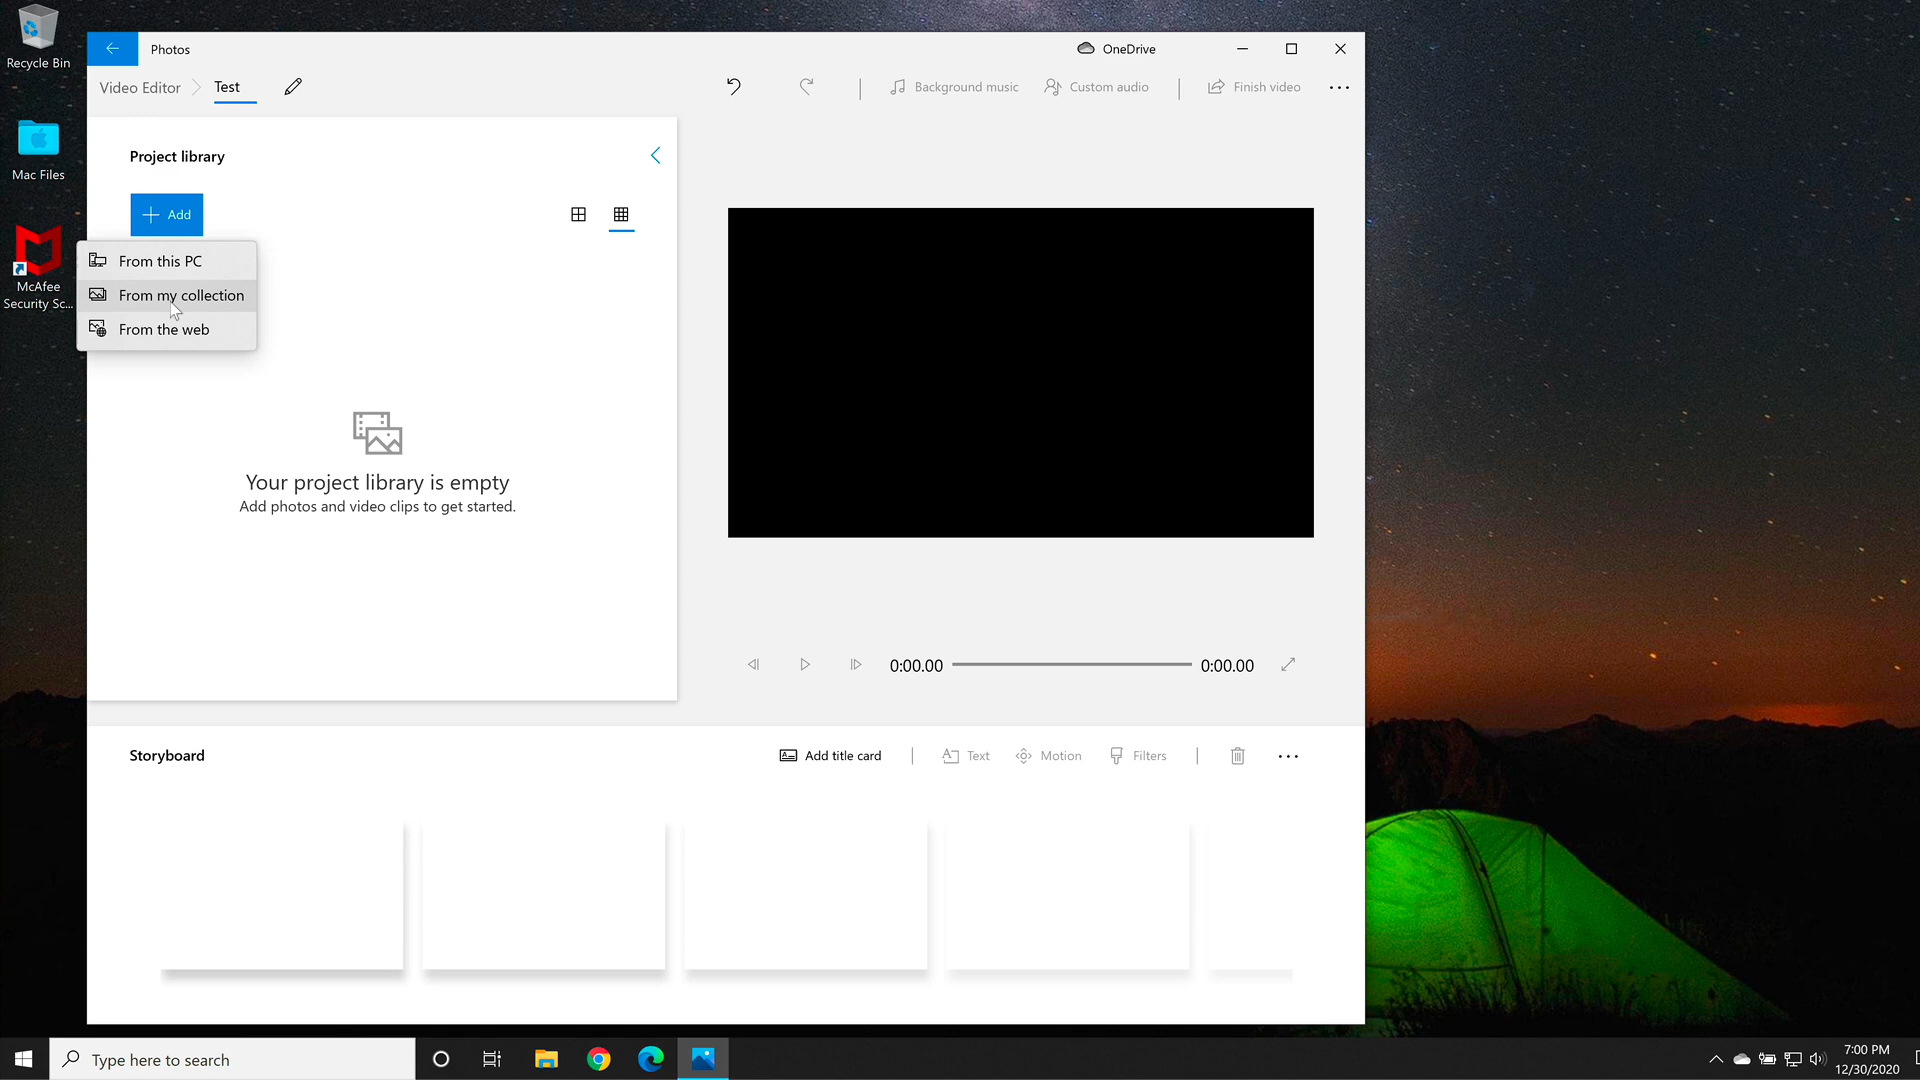 Recycle Bin
Mac Files
McAfee
Security Sc...
Photos
OneDrive
Video Editor
Test
Background music
Custom audio
Finish video
Project library
Add
From this PC
From my collection
From the web
Your project library is empty
Add photos and video clips to get started.
0:00.00
0:00.00
Storyboard
Add title card
Text
Motion
Filters
Type here to search
7:00 PM
12/30/2020